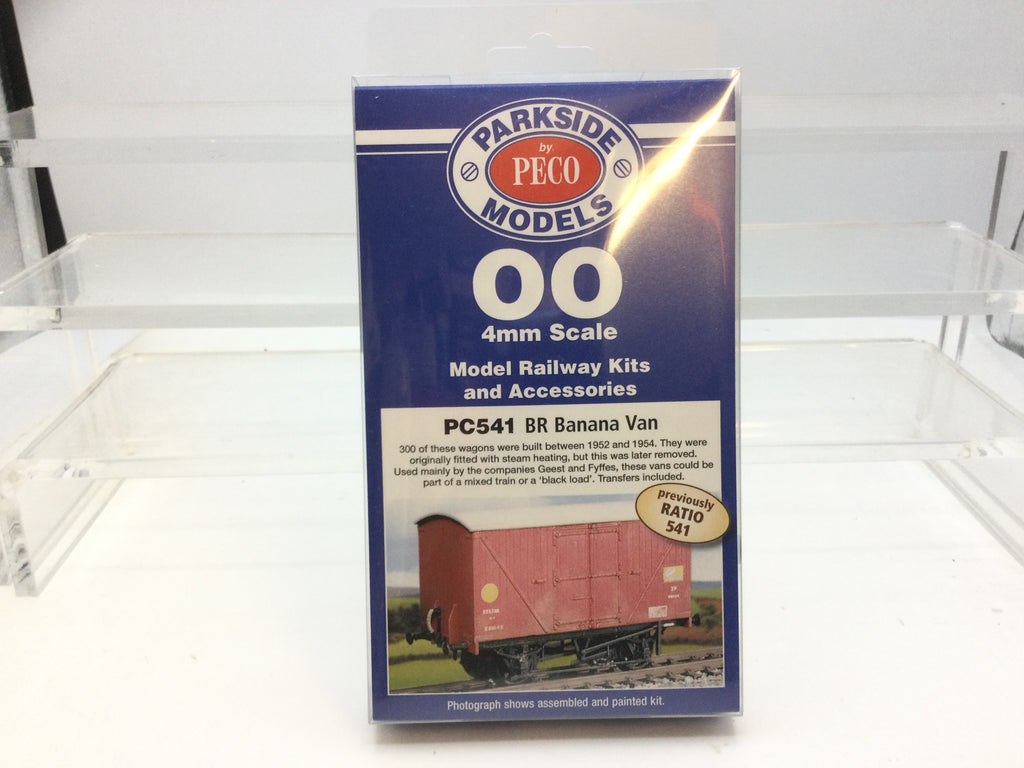 PARKSIDE
by
PECO
MODELS
OO
4mm Scale
Model Railway Kits
and Accessories
PC541 BR Banana Van
300 of these wagons were built between 1952 and 1954. They were
originally fitted with steam heating, but this was later removed.
Used mainly by the companies Geest and Fyffes, these vans could be
part of a mixed train or a 'black load'. Transfers included.
previously
RATIO
541
Photograph shows assembled and painted kit.